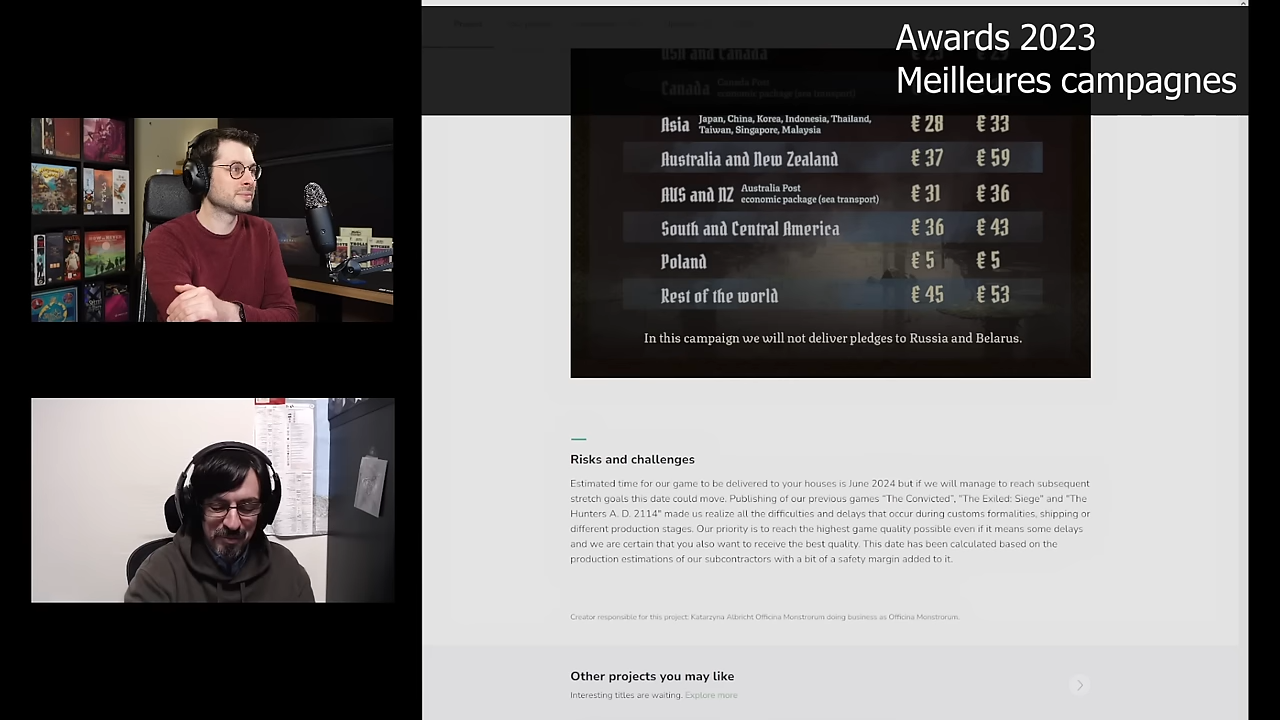 Awards 2023
Meilleures campagnes
USA and Canada
Canada Canada Post
economic package (sea transport)
Asia Japan, China, Korea, Indonesia, Thailand,
Taiwan, Singapore, Malaysia € 28 € 33
Australia and New Zealand € 37 € 59
AUS and NZ Australia Post
economic package (sea transport) € 31 € 36
South and Central America € 36 € 43
Poland € 5 € 5
Rest of the world € 45 € 53
In this campaign we will not deliver pledges to Russia and Belarus.
Risks and challenges
Estimated time for our game to be delivered to your houses is June 2024 but if we will manage to reach subsequent
stretch goals this date could move. Publishing of our previous games "The Convicted", "The Exiled: Siege" and "The
Hunters A. D. 2114" made us realize all the difficulties and delays that occur during customs formalities, shipping or
different production stages. Our priority is to reach the highest game quality possible even if it means some delays
and we are certain that you also want to receive the best quality. This date has been calculated based on the
production estimations of our subcontractors with a bit of a safety margin added to it.
Creator responsible for this project: Katarzyna Albricht Officina Monstrorum doing business as Officina Monstrorum.
Other projects you may like
Interesting titles are waiting. Explore more